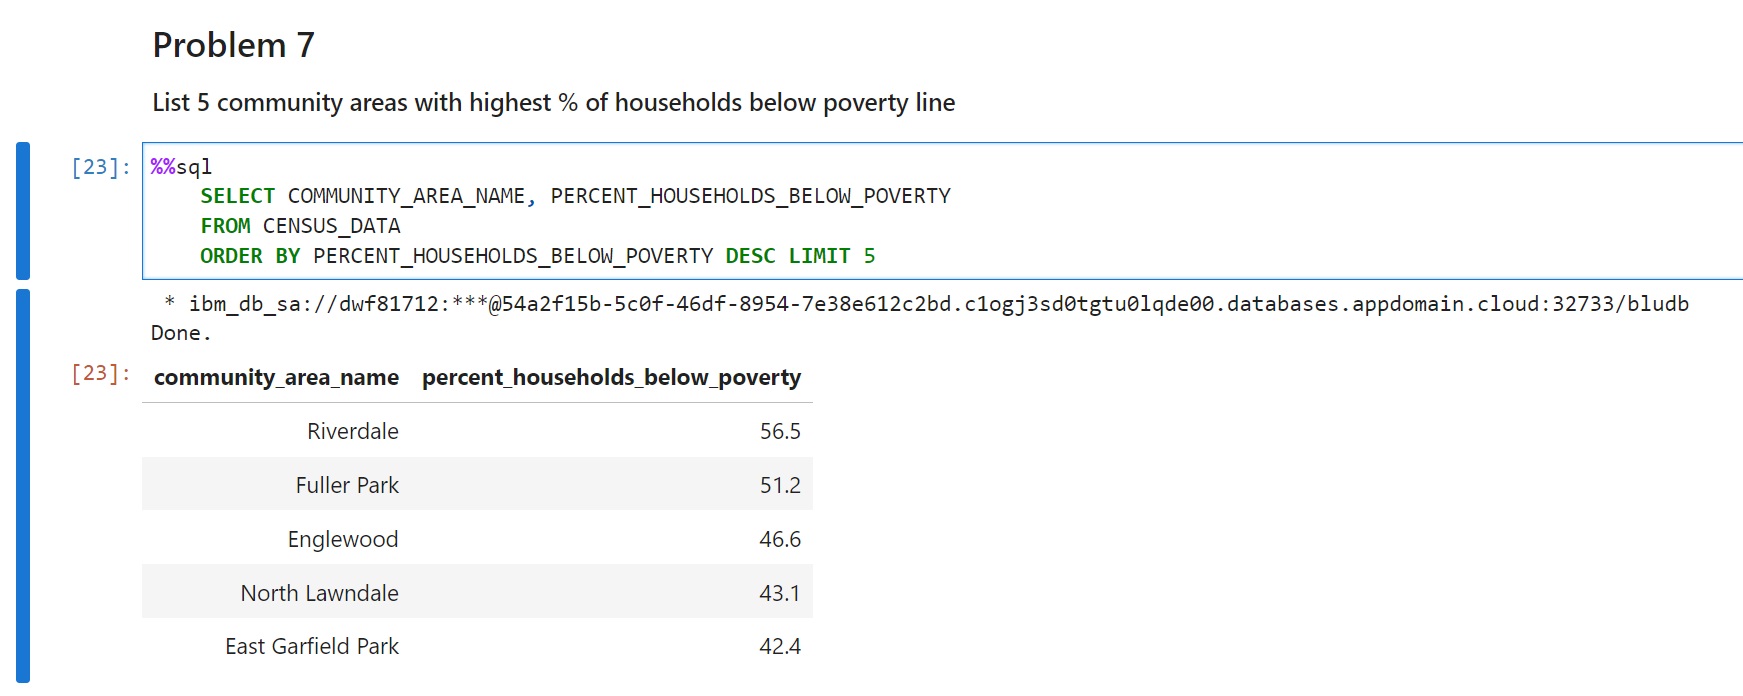 Problem 7
List 5 community areas with highest % of households below poverty line
[23]: %%sql
SELECT COMMUNITY_AREA_NAME, PERCENT_HOUSEHOLDS_BELOW_POVERTY
FROM CENSUS_DATA
ORDER BY PERCENT_HOUSEHOLDS_BELOW_POVERTY DESC LIMIT 5
* ibm_db_sa://dwf81712:***@54a2f15b-5c0f-46df-8954-7e38e612c2bd.c1ogj3sd0tgtu0lqde00.databases.appdomain.cloud:32733/bludb
Done.
[23]: community_area_name percent_households_below_poverty
Riverdale 56.5
Fuller Park 51.2
Englewood 46.6
North Lawndale 43.1
East Garfield Park 42.4